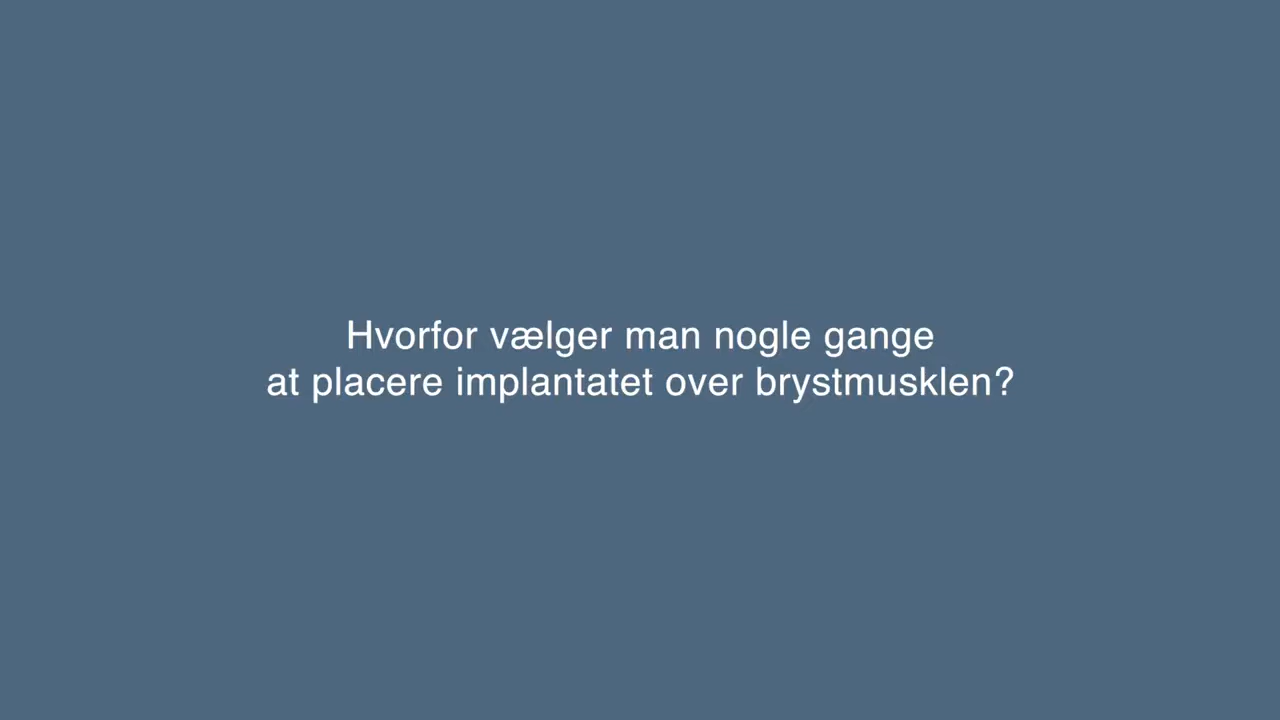 Hvorfor vælger man nogle gange
at placere implantatet over brystmusklen?